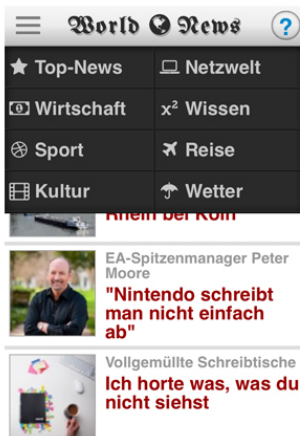 World News ?
Top-News Netzwelt
Wirtschaft x² Wissen
Sport Reise
Kultur Wetter
Rhein bei Köln
EA-Spitzenmanager Peter
Moore
"Nintendo schreibt
man nicht einfach
ab"
Vollgemüllte Schreibtische
Ich horte was, was du
nicht siehst